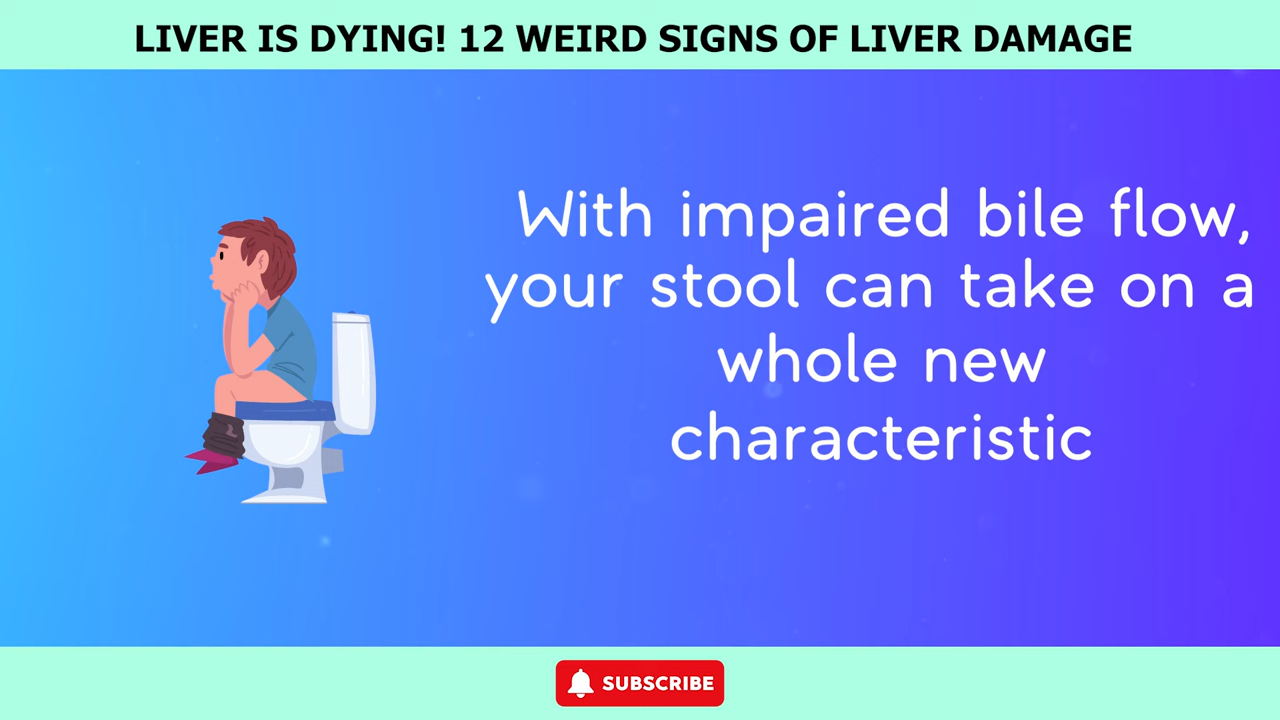 LIVER IS DYING! 12 WEIRD SIGNS OF LIVER DAMAGE
With impaired bile flow,
your stool can take on a
whole new
characteristic
SUBSCRIBE